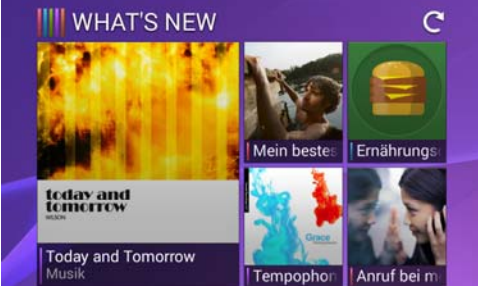 WHAT'S NEW
today and
tomorrow
WILSON
Today and Tomorrow
Musik
Mein bestes
Ernährungs
Grace
Tempophon
Anruf bei m